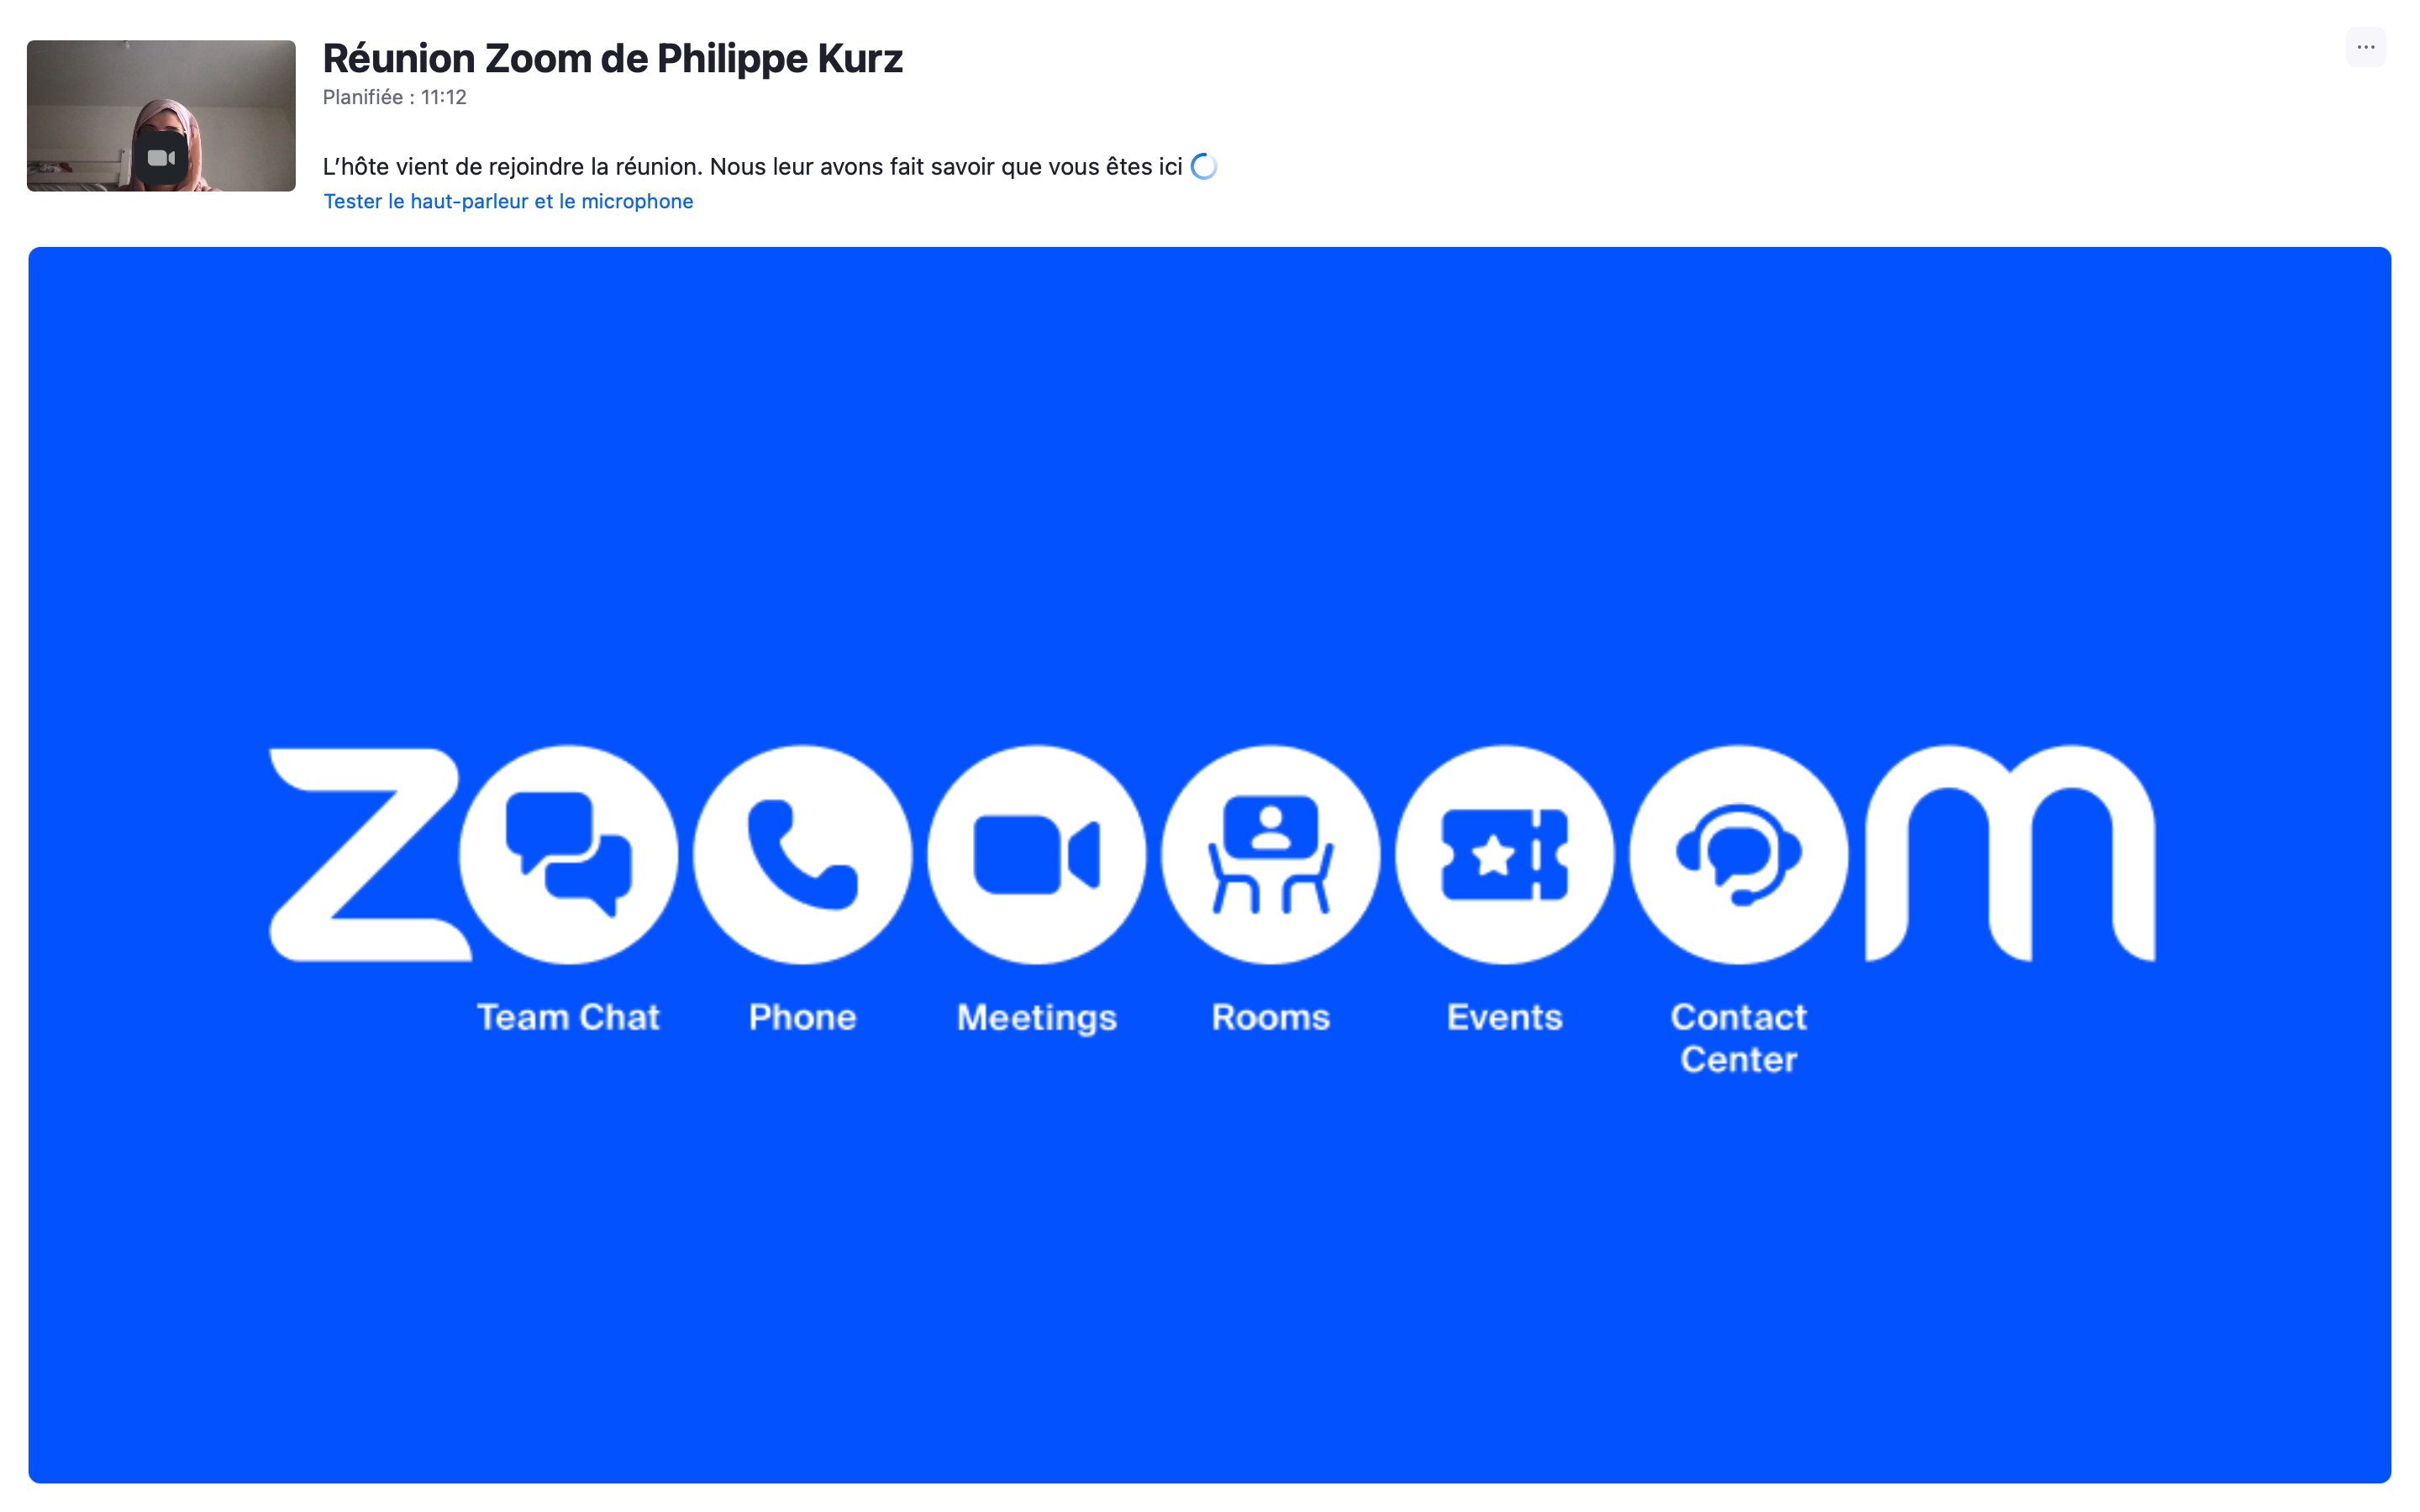 Réunion Zoom de Philippe Kurz
Planifiée : 11:12
L’hôte vient de rejoindre la réunion. Nous leur avons fait savoir que vous êtes ici
Tester le haut-parleur et le microphone
zoooooom
Team Chat
Phone
Meetings
Rooms
Events
Contact
Center